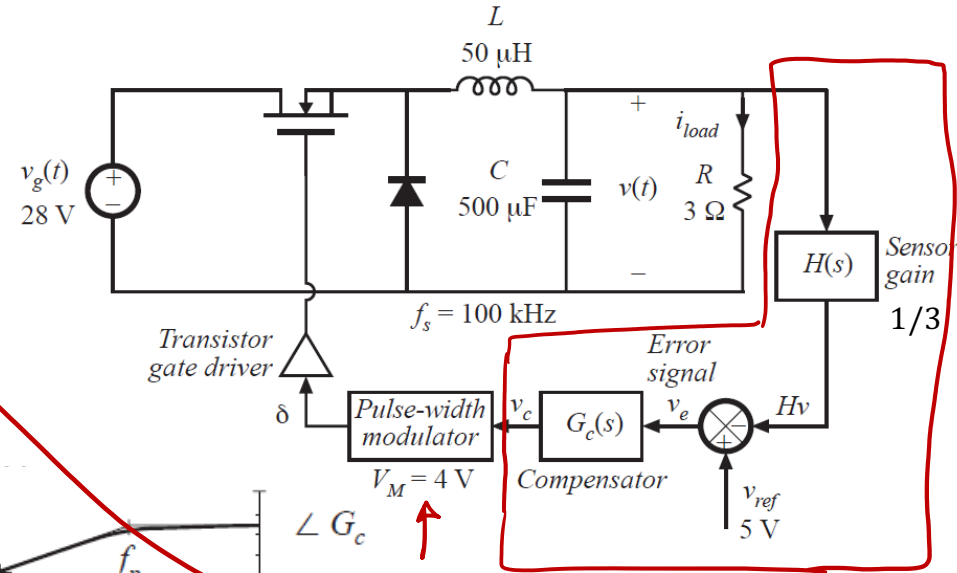 L
50 μH
i_load
v_g(t)
28 V
+
−
C
500 μF
+
v(t)
−
R
3 Ω
H(s)
Sensor
gain
1/3
f_s = 100 kHz
Transistor
gate driver
Error
signal
δ
Pulse-width
modulator
v_c
G_c(s)
v_e
−
+
Hv
V_M = 4 V
Compensator
v_ref
5 V
∠ G_c